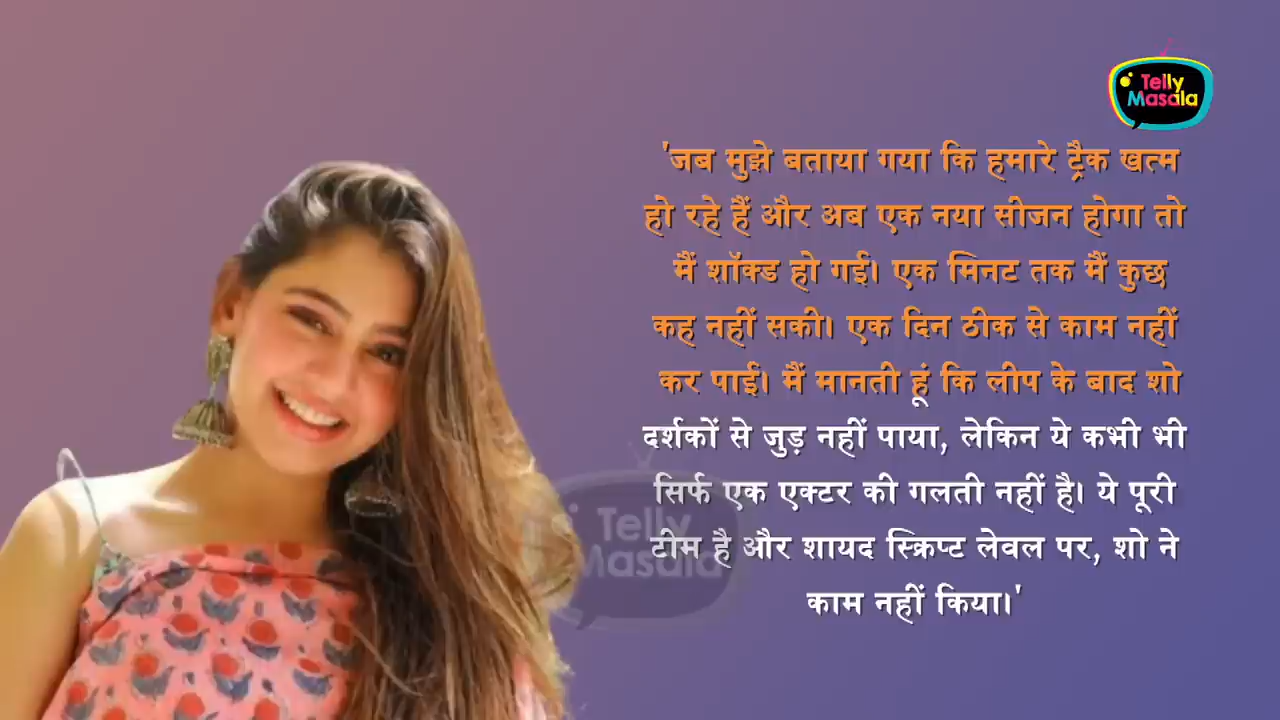 Telly
Masala
'जब मुझे बताया गया कि हमारे ट्रैक खत्म
हो रहे हैं और अब एक नया सीजन होगा तो
मैं शॉक्ड हो गई। एक मिनट तक मैं कुछ
कह नहीं सकी। एक दिन ठीक से काम नहीं
कर पाई। मैं मानती हूं कि लीप के बाद शो
दर्शकों से जुड़ नहीं पाया, लेकिन ये कभी भी
सिर्फ एक एक्टर की गलती नहीं है। ये पूरी
टीम है और शायद स्क्रिप्ट लेवल पर, शो ने
काम नहीं किया।'
Telly
Masala